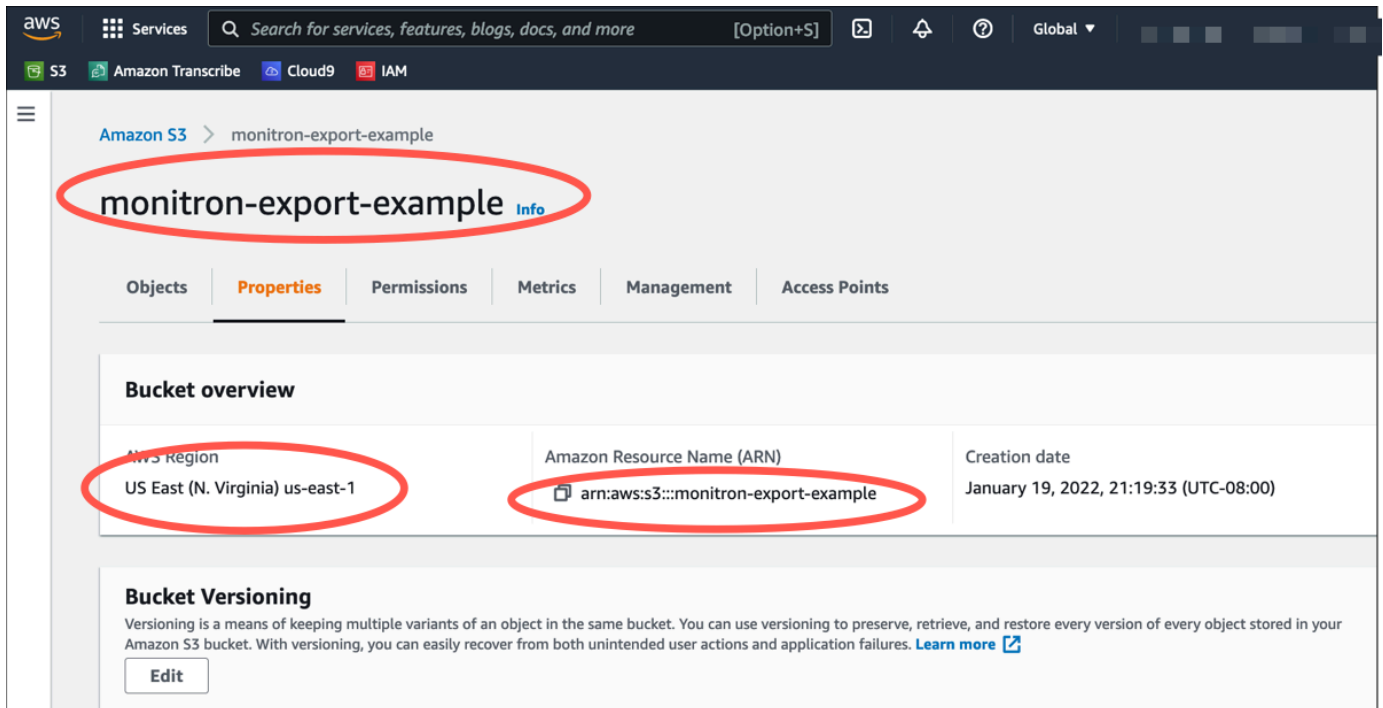 aws
Services
Search for services, features, blogs, docs, and more [Option+S]
Global
S3 Amazon Transcribe Cloud9 IAM
Amazon S3 > monitron-export-example
monitron-export-example Info
Objects Properties Permissions Metrics Management Access Points
Bucket overview
AWS Region
US East (N. Virginia) us-east-1
Amazon Resource Name (ARN)
arn:aws:s3:::monitron-export-example
Creation date
January 19, 2022, 21:19:33 (UTC-08:00)
Bucket Versioning
Versioning is a means of keeping multiple variants of an object in the same bucket. You can use versioning to preserve, retrieve, and restore every version of every object stored in your
Amazon S3 bucket. With versioning, you can easily recover from both unintended user actions and application failures. Learn more
Edit